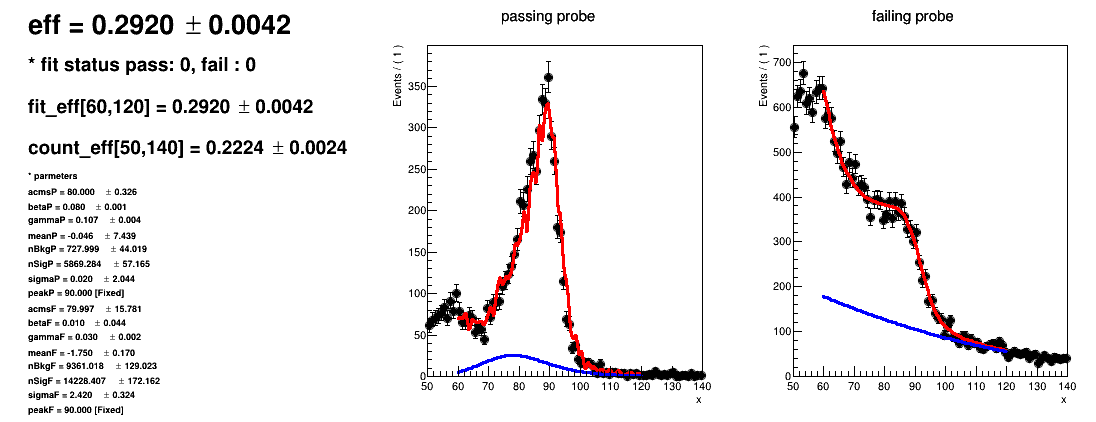 eff = 0.2920 ± 0.0042
* fit status pass: 0, fail : 0
fit_eff[60,120] = 0.2920 ± 0.0042
count_eff[50,140] = 0.2224 ± 0.0024
* parmeters
acmsP = 80.000 ± 0.326
betaP = 0.080 ± 0.001
gammaP = 0.107 ± 0.004
meanP = -0.046 ± 7.439
nBkgP = 727.999 ± 44.019
nSigP = 5869.284 ± 57.165
sigmaP = 0.020 ± 2.044
peakP = 90.000 [Fixed]
acmsF = 79.997 ± 15.781
betaF = 0.010 ± 0.044
gammaF = 0.030 ± 0.002
meanF = -1.750 ± 0.170
nBkgF = 9361.018 ± 129.023
nSigF = 14228.407 ± 172.162
sigmaF = 2.420 ± 0.324
peakF = 90.000 [Fixed]
passing probe
Events / ( 1 )
350
300
250
200
150
100
50
0
50 60 70 80 90 100 110 120 130 140
x
failing probe
Events / ( 1 )
700
600
500
400
300
200
100
0
50 60 70 80 90 100 110 120 130 140
x